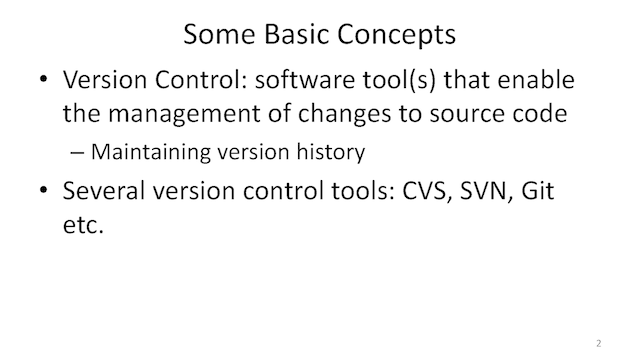 Some Basic Concepts
• Version Control: software tool(s) that enable
the management of changes to source code
– Maintaining version history
• Several version control tools: CVS, SVN, Git
etc.
2